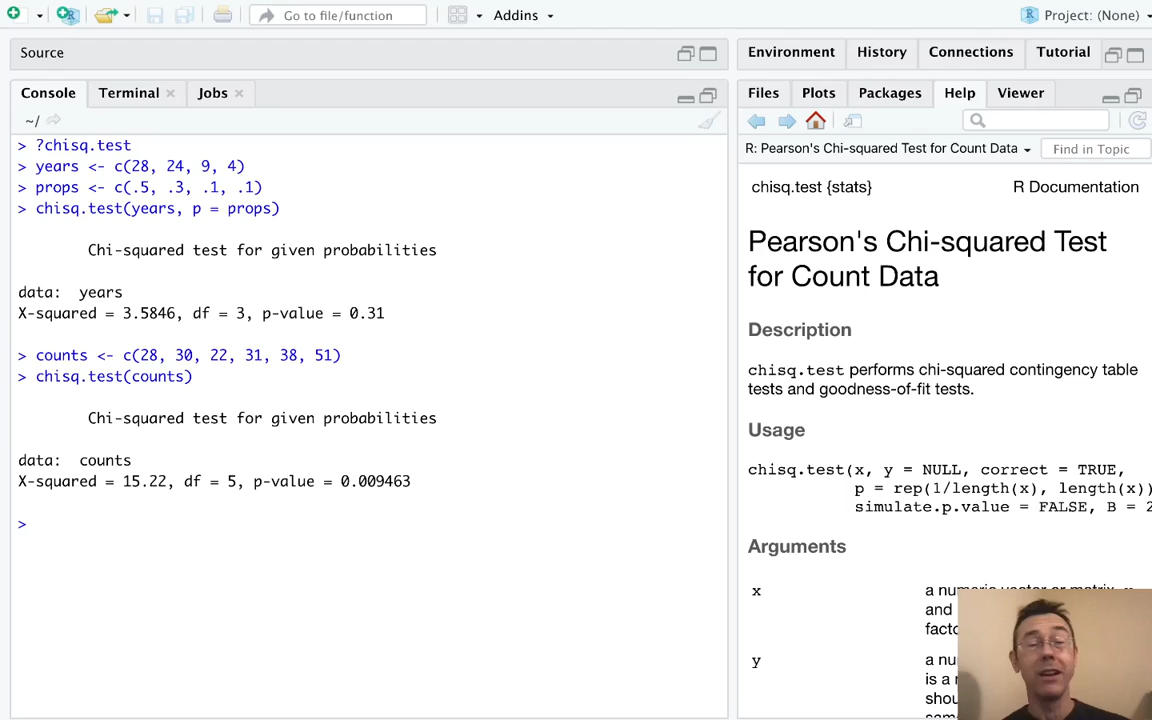 Go to file/function
Addins
Project: (None)
Source
Console
Terminal
Jobs
~/
> ?chisq.test
> years <- c(28, 24, 9, 4)
> props <- c(.5, .3, .1, .1)
> chisq.test(years, p = props)
Chi-squared test for given probabilities
data:  years
X-squared = 3.5846, df = 3, p-value = 0.31
> counts <- c(28, 30, 22, 31, 38, 51)
> chisq.test(counts)
Chi-squared test for given probabilities
data:  counts
X-squared = 15.22, df = 5, p-value = 0.009463
>
Environment History Connections Tutorial
Files Plots Packages Help Viewer
R: Pearson's Chi-squared Test for Count Data
Find in Topic
chisq.test {stats}
R Documentation
Pearson's Chi-squared Test
for Count Data
Description
chisq.test performs chi-squared contingency table
tests and goodness-of-fit tests.
Usage
chisq.test(x, y = NULL, correct = TRUE,
p = rep(1/length(x), length(x))
simulate.p.value = FALSE, B = 2
Arguments
x
a numeric vector or matrix. x
and
y
a
is a